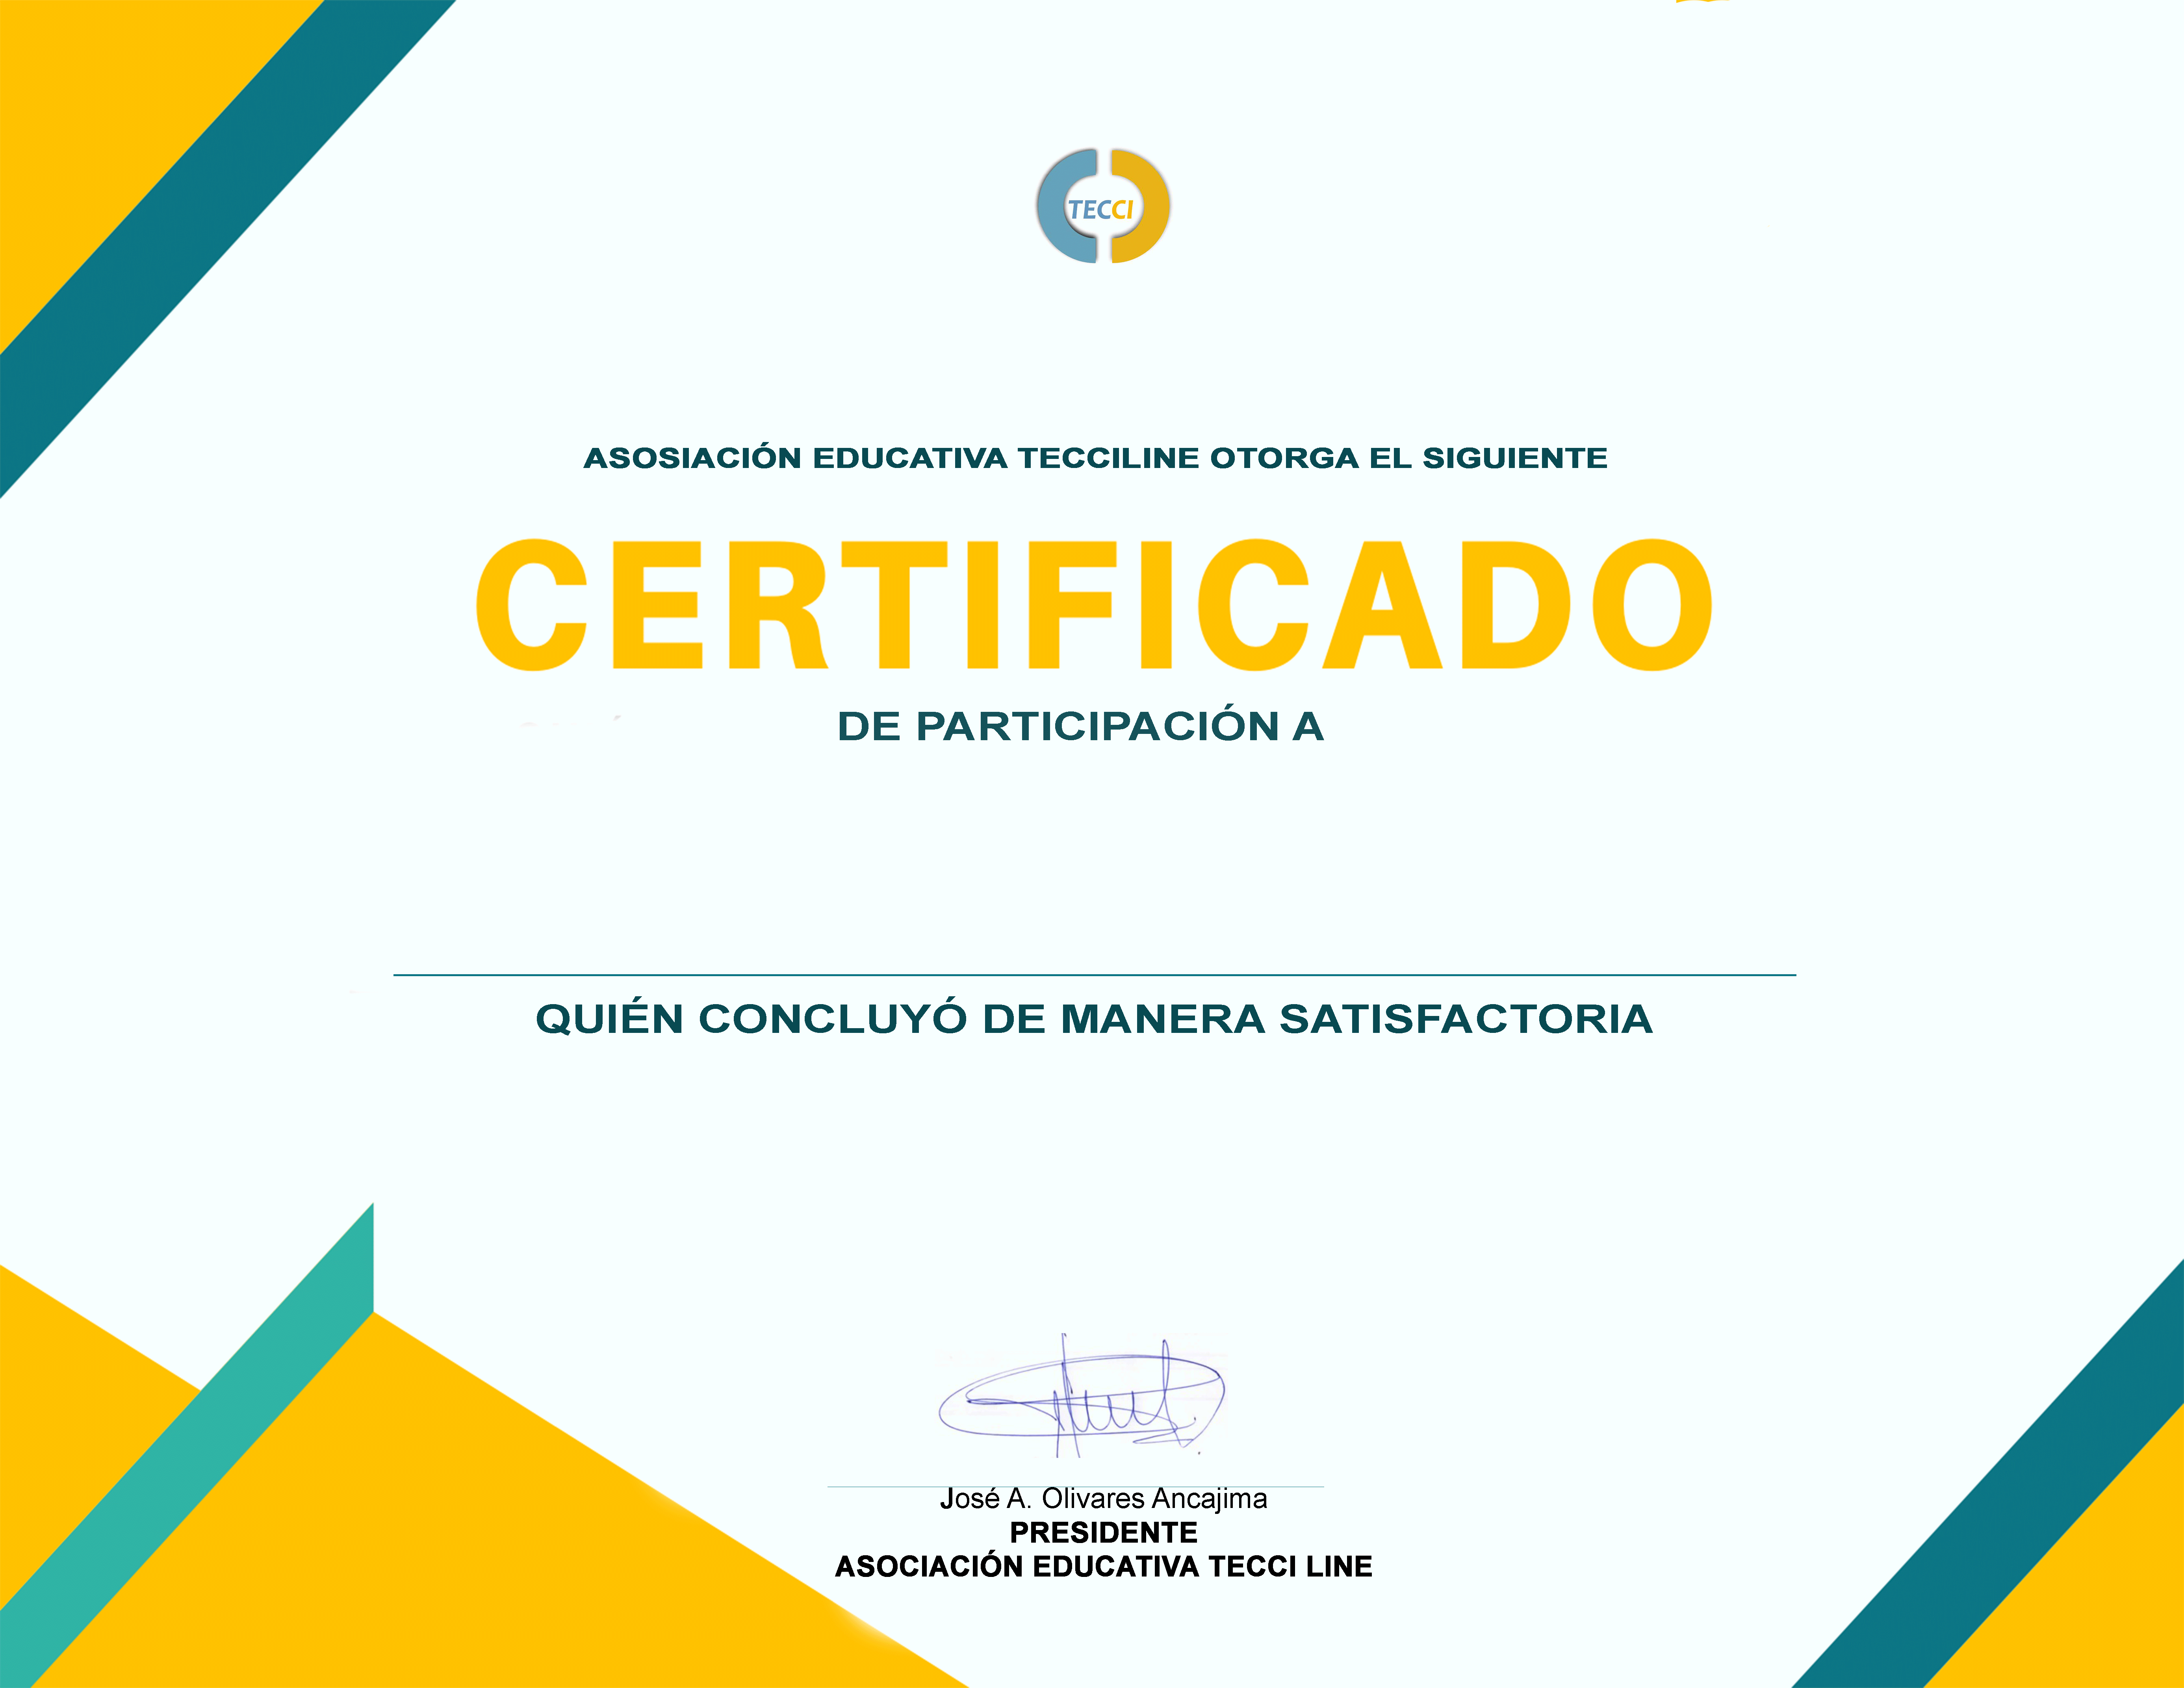 TECCI
ASOSIACIÓN EDUCATIVA TECCILINE OTORGA EL SIGUIENTE
CERTIFICADO
DE PARTICIPACIÓN A
QUIÉN CONCLUYÓ DE MANERA SATISFACTORIA
José A. Olivares Ancajima
PRESIDENTE
ASOCIACIÓN EDUCATIVA TECCI LINE